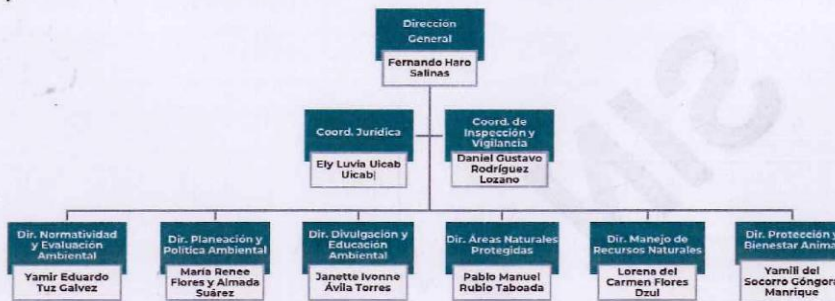 Dirección
General
Fernando Haro
Salinas
Coord. Jurídica
Ely Luvia Uicab
Uicab
Coord. de
Inspección y
Vigilancia
Daniel Gustavo
Rodríguez
Lozano
Dir. Normatividad
y Evaluación
Ambiental
Yamir Eduardo
Tuz Galvez
Dir. Planeación y
Política Ambiental
María Renee
Flores y Almada
Suárez
Dir. Divulgación y
Educación
Ambiental
Janette Ivonne
Ávila Torres
Dir. Áreas Naturales
Protegidas
Pablo Manuel
Rubio Taboada
Dir. Manejo de
Recursos Naturales
Lorena del
Carmen Flores
Dzul
Dir. Protección y
Bienestar Anima
Yamili del
Socorro Góngora
Manrique
SIN